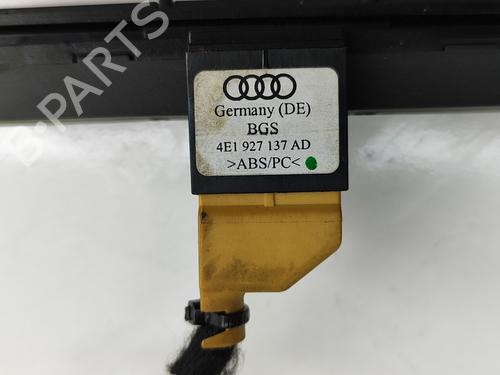 B-PARTS
Germany (DE)
BGS
4E1 927 137 AD
>ABS/PC<